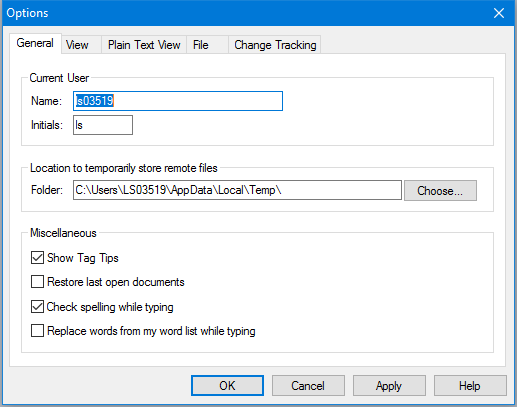 Options
General View Plain Text View File Change Tracking
Current User
Name: ls03519
Initials: ls
Location to temporarily store remote files
Folder: C:\Users\LS03519\AppData\Local\Temp\ Choose...
Miscellaneous
Show Tag Tips
Restore last open documents
Check spelling while typing
Replace words from my word list while typing
OK Cancel Apply Help